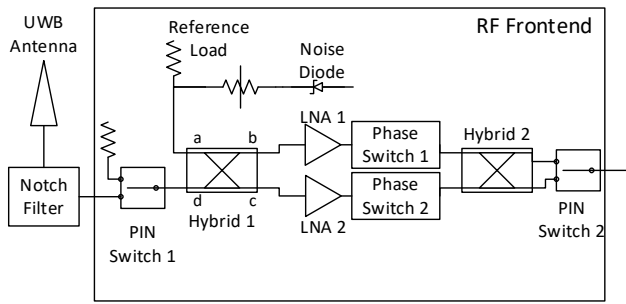 UWB
Antenna
Reference
Load
Noise
Diode
RF Frontend
LNA 1
Phase
Switch 1
Hybrid 2
a
b
d
c
Hybrid 1
Notch
Filter
PIN
Switch 1
LNA 2
Phase
Switch 2
PIN
Switch 2